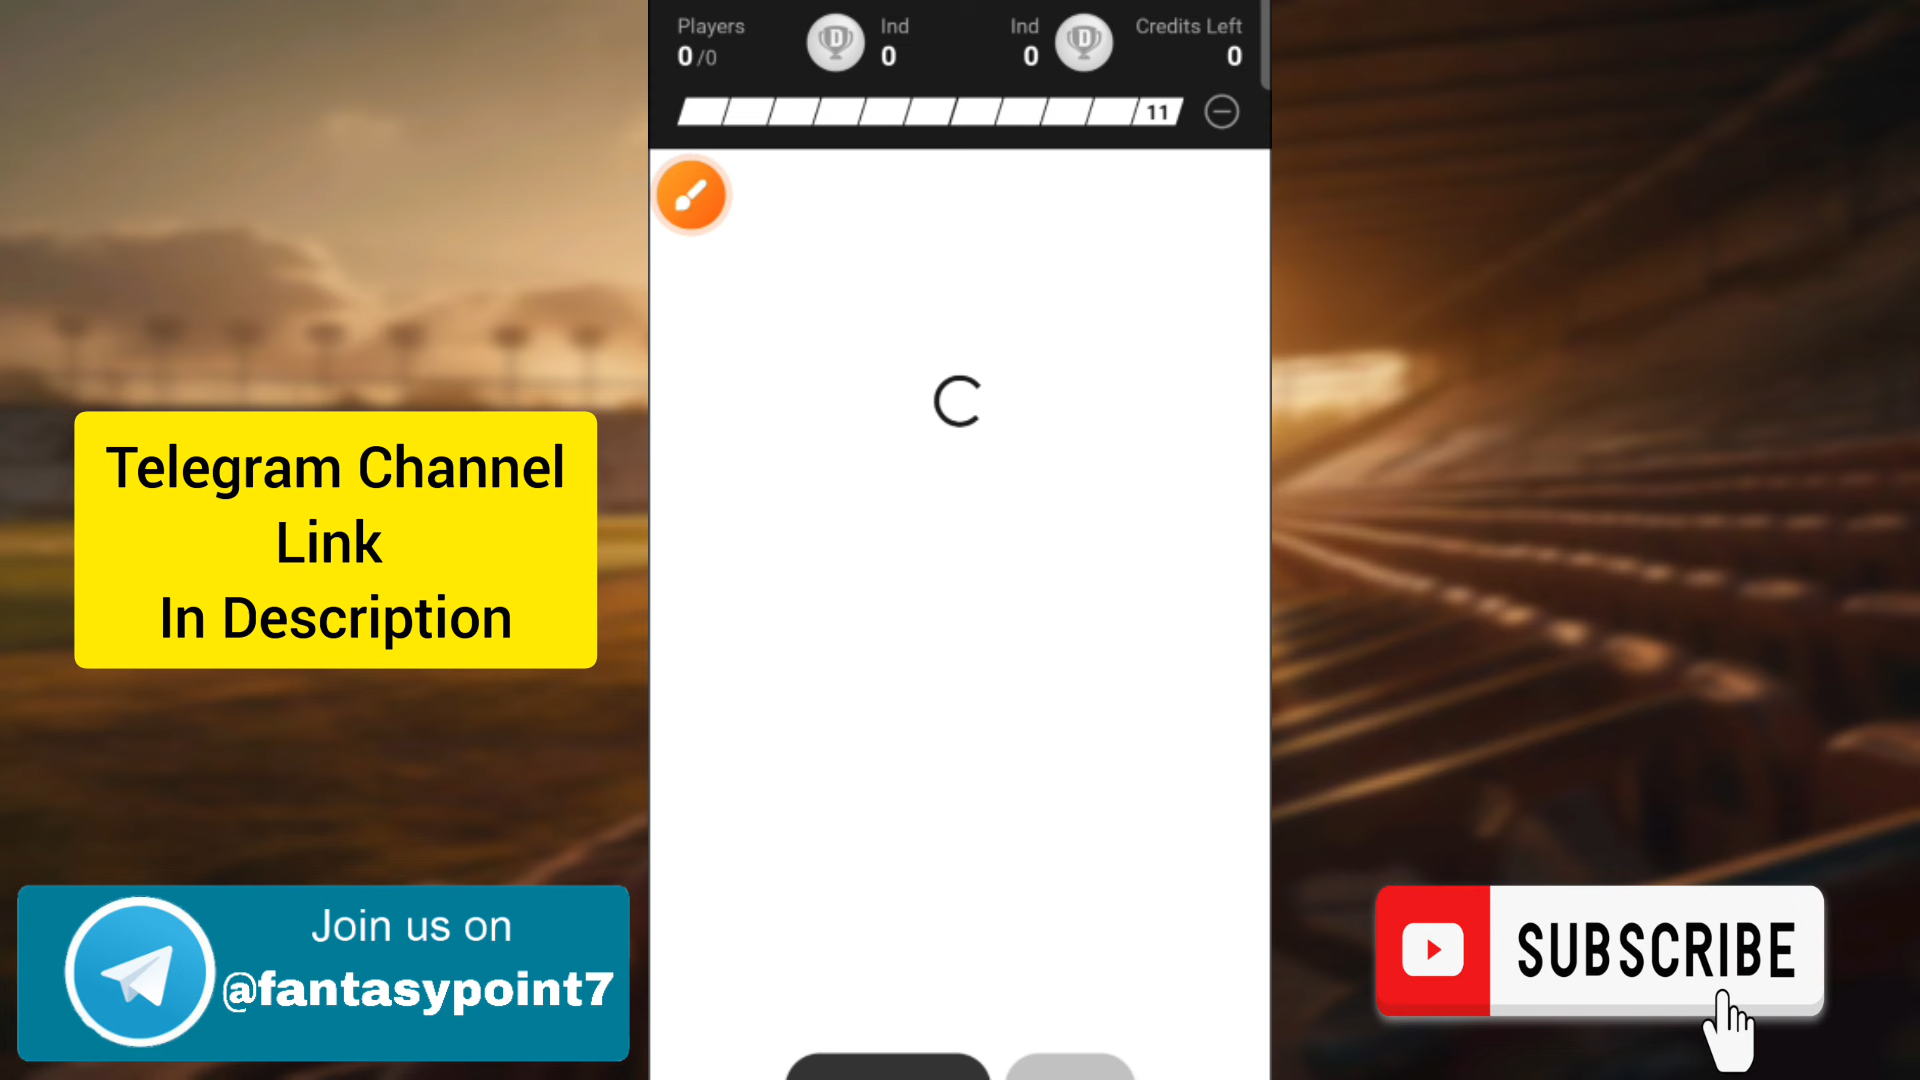 Players
0/0
Ind
0
Ind
0
Credits Left
0
11
Telegram Channel
Link
In Description
Join us on
@fantasypoint7
SUBSCRIBE